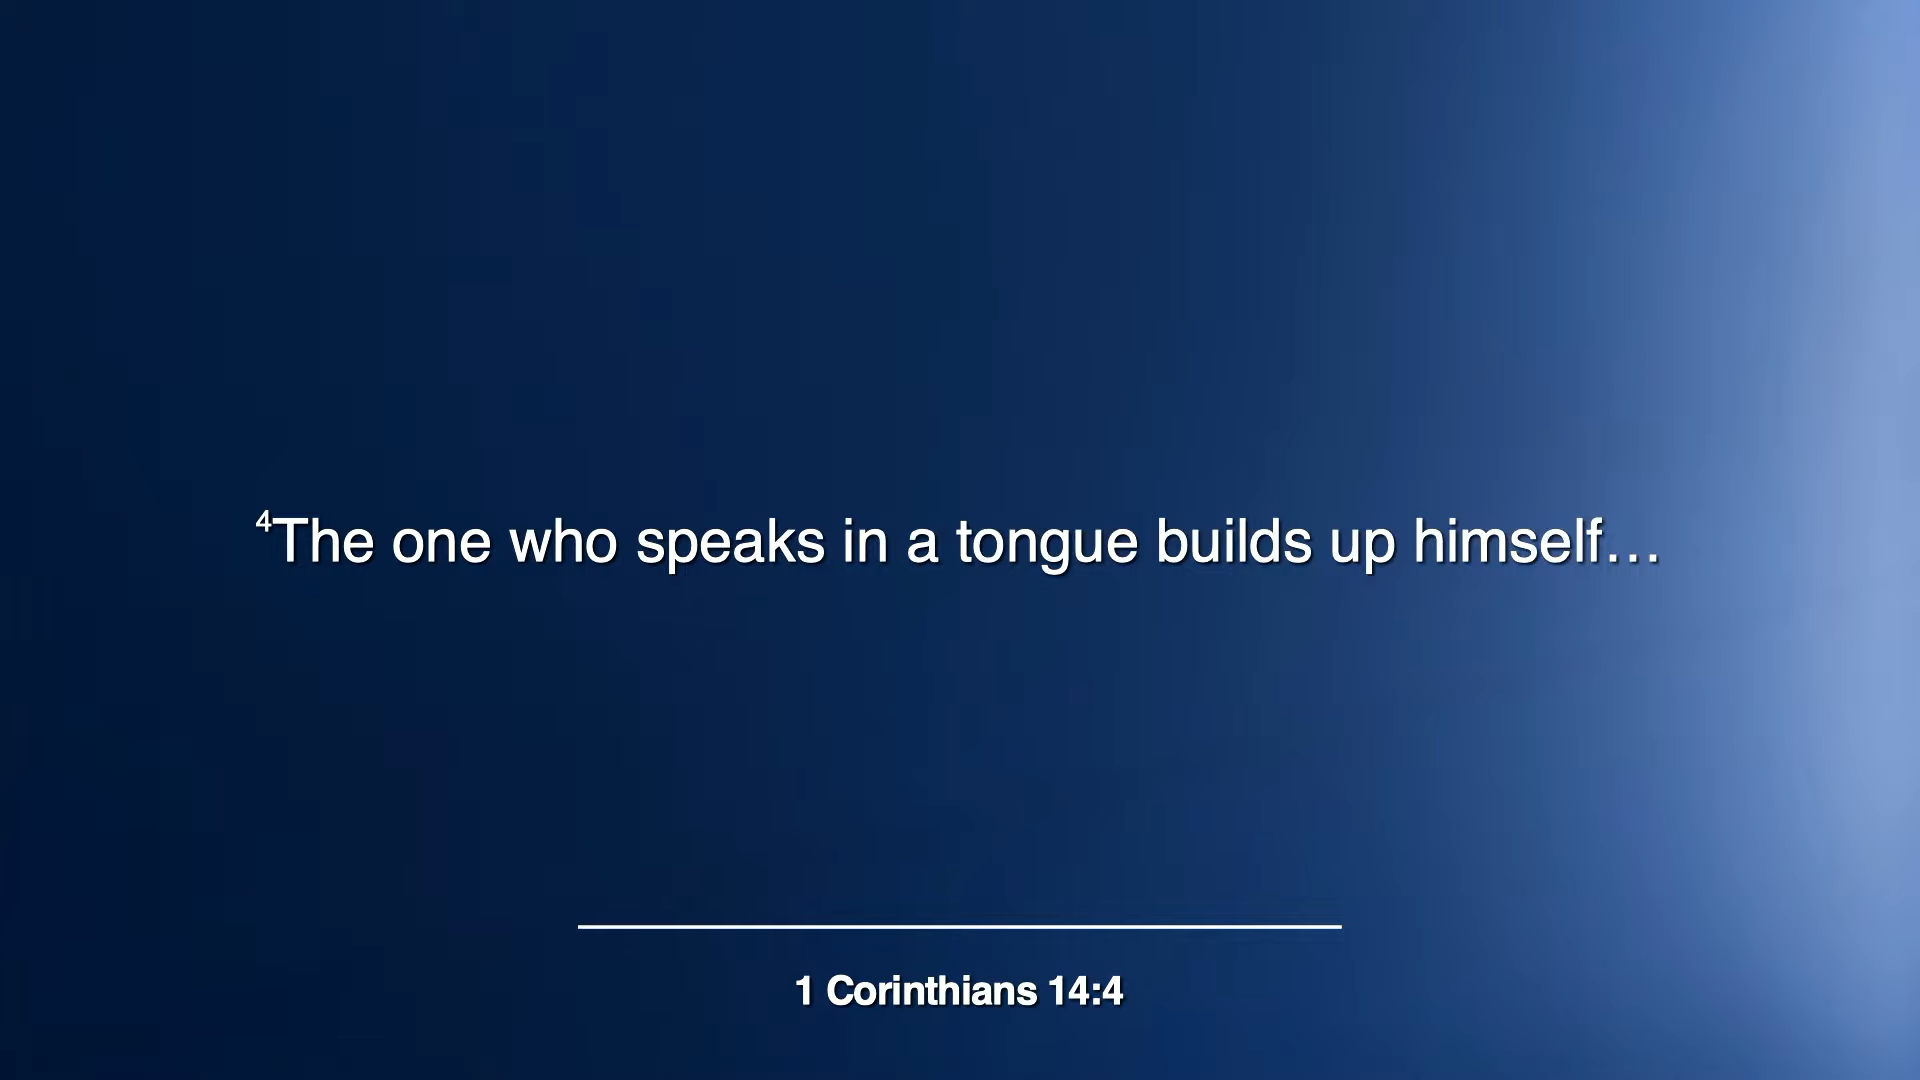 ⁴The one who speaks in a tongue builds up himself…
1 Corinthians 14:4